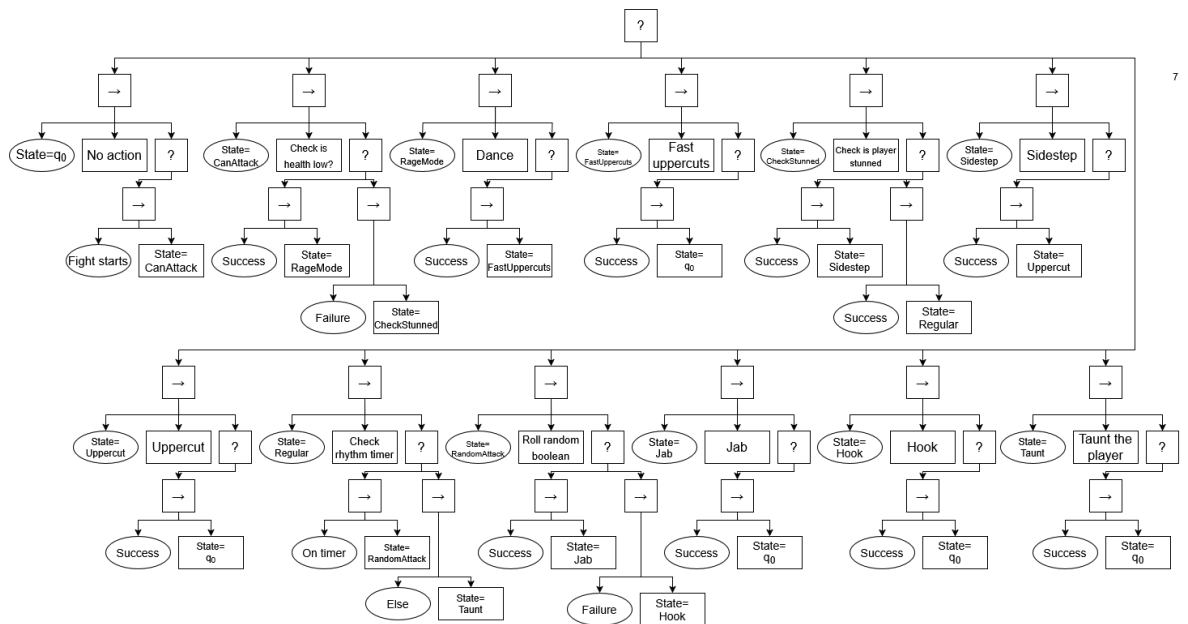 ?
7
→
→
→
→
→
→
State=q₀
No action
?
State=
CanAttack
Check is
health low?
?
State=
RageMode
Dance
?
State=
FastUppercuts
Fast
uppercuts
?
State=
CheckStunned
Check is player
stunned
?
State=
Sidestep
Sidestep
?
→
→
→
→
→
→
→
→
Fight starts
State=
CanAttack
Success
State=
RageMode
Success
State=
FastUppercuts
Success
State=
q₀
Success
State=
Sidestep
Success
State=
Uppercut
Failure
State=
CheckStunned
Success
State=
Regular
→
→
→
→
→
→
State=
Uppercut
Uppercut
?
State=
Regular
Check
rhythm timer
?
State=
RandomAttack
Roll random
boolean
?
State=
Jab
Jab
?
State=
Hook
Hook
?
State=
Taunt
Taunt the
player
?
→
→
→
→
→
→
→
→
Success
State=
q₀
On timer
State=
RandomAttack
Success
State=
Jab
Success
State=
q₀
Success
State=
q₀
Success
State=
q₀
Else
State=
Taunt
Failure
State=
Hook